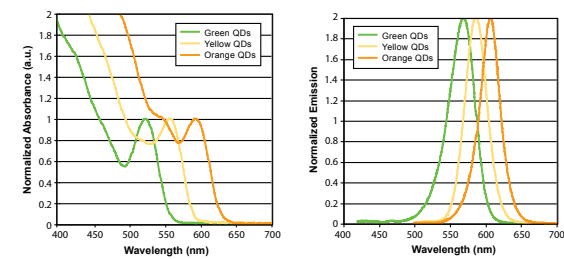 Normalized Absorbance (a.u.)
2
1.8
1.6
1.4
1.2
1
0.8
0.6
0.4
0.2
0
400 450 500 550 600 650 700
Wavelength (nm)
Green QDs
Yellow QDs
Orange QDs
Normalized Emission
2
1.8
1.6
1.4
1.2
1
0.8
0.6
0.4
0.2
0
400 450 500 550 600 650 700
Wavelength (nm)
Green QDs
Yellow QDs
Orange QDs